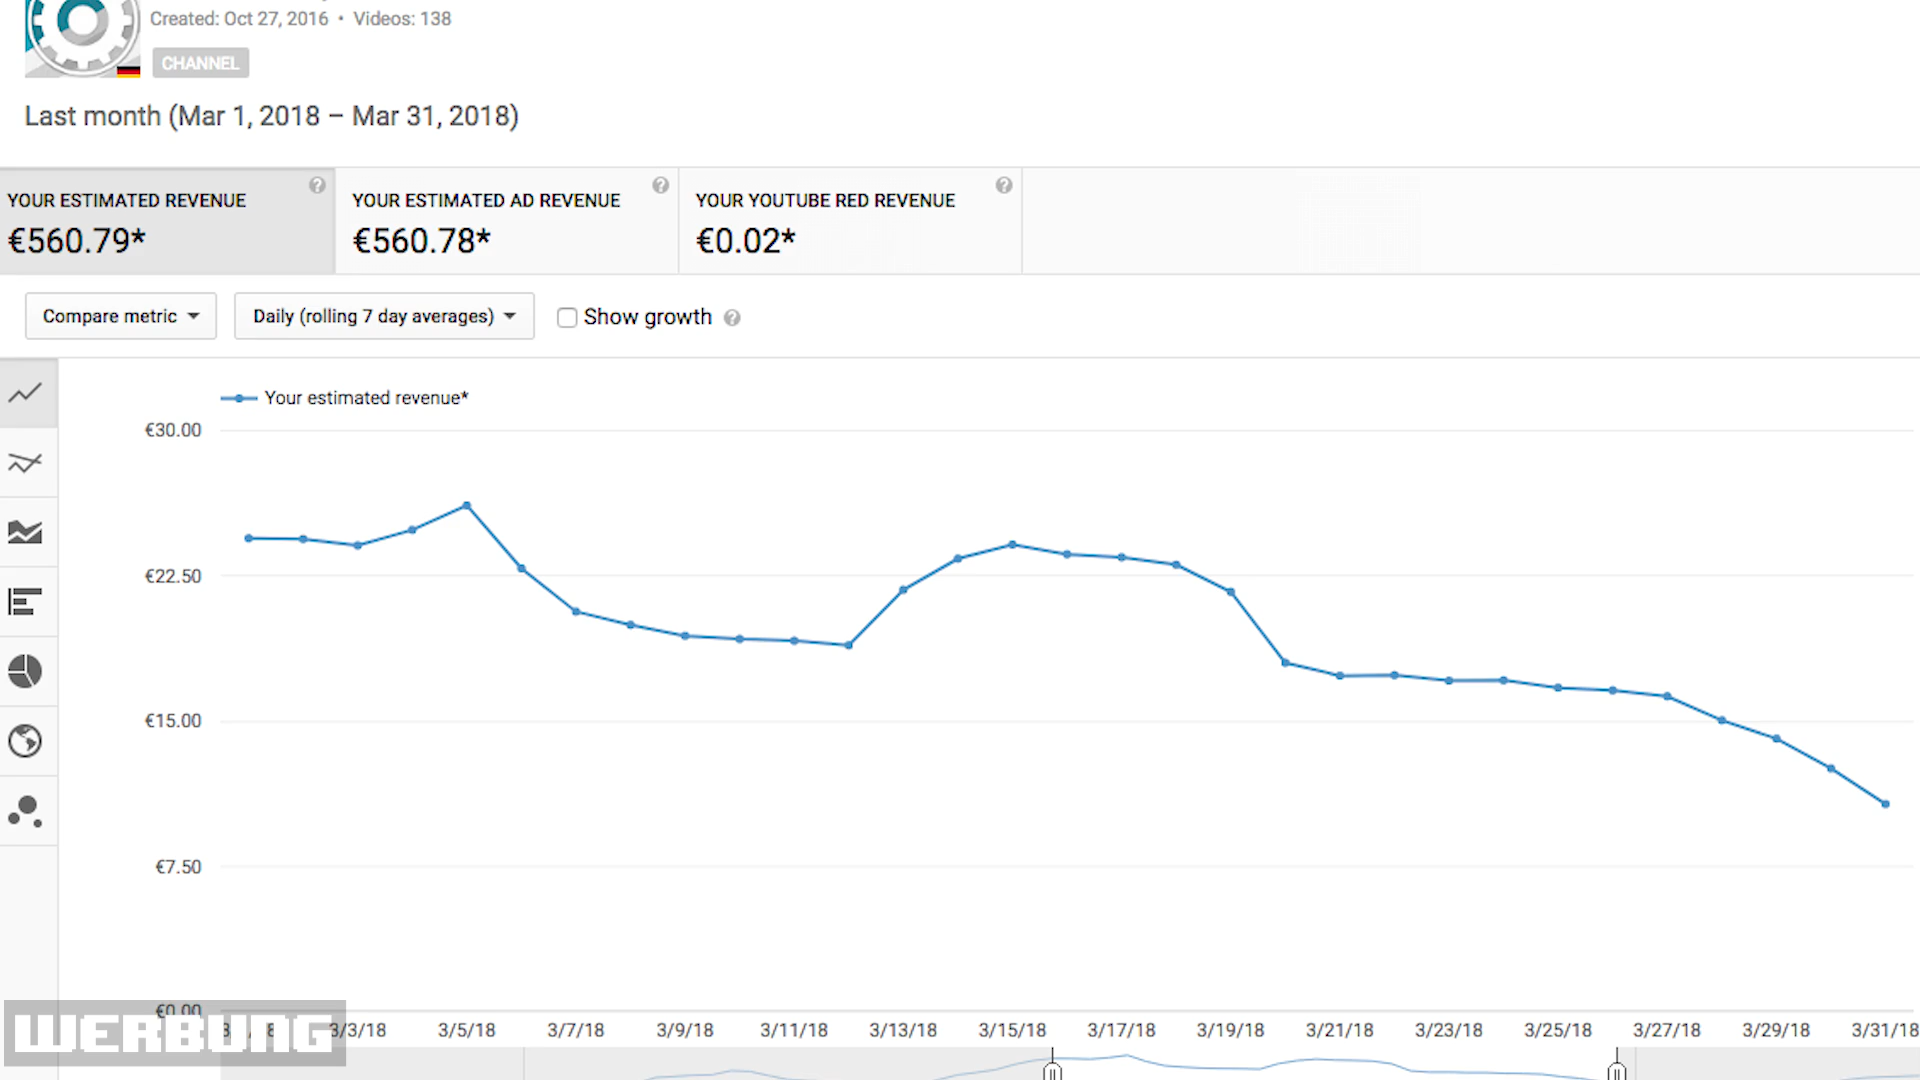 Created: Oct 27, 2016 • Videos: 138
CHANNEL
Last month (Mar 1, 2018 – Mar 31, 2018)
YOUR ESTIMATED REVENUE
€560.79*
YOUR ESTIMATED AD REVENUE
€560.78*
YOUR YOUTUBE RED REVENUE
€0.02*
Compare metric
Daily (rolling 7 day averages)
Show growth
Your estimated revenue*
€30.00
€22.50
€15.00
€7.50
€0.00
3/3/18 3/5/18 3/7/18 3/9/18 3/11/18 3/13/18 3/15/18 3/17/18 3/19/18 3/21/18 3/23/18 3/25/18 3/27/18 3/29/18 3/31/18
WERBUNG